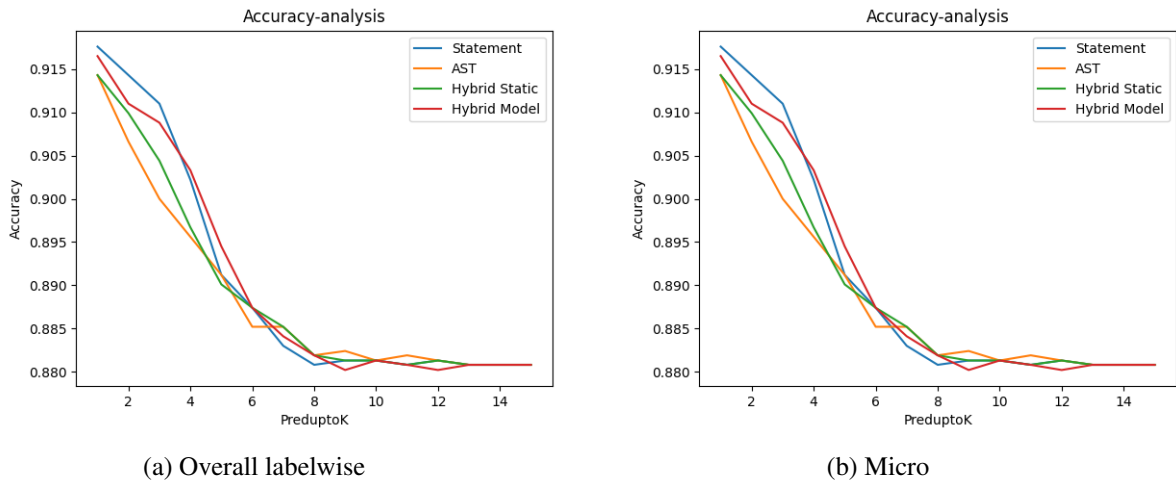 Accuracy-analysis
Statement
AST
Hybrid Static
Hybrid Model
0.915
0.910
0.905
0.900
0.895
0.890
0.885
0.880
Accuracy
2 4 6 8 10 12 14
PreduptoK
(a) Overall labelwise
Accuracy-analysis
Statement
AST
Hybrid Static
Hybrid Model
0.915
0.910
0.905
0.900
0.895
0.890
0.885
0.880
Accuracy
2 4 6 8 10 12 14
PreduptoK
(b) Micro